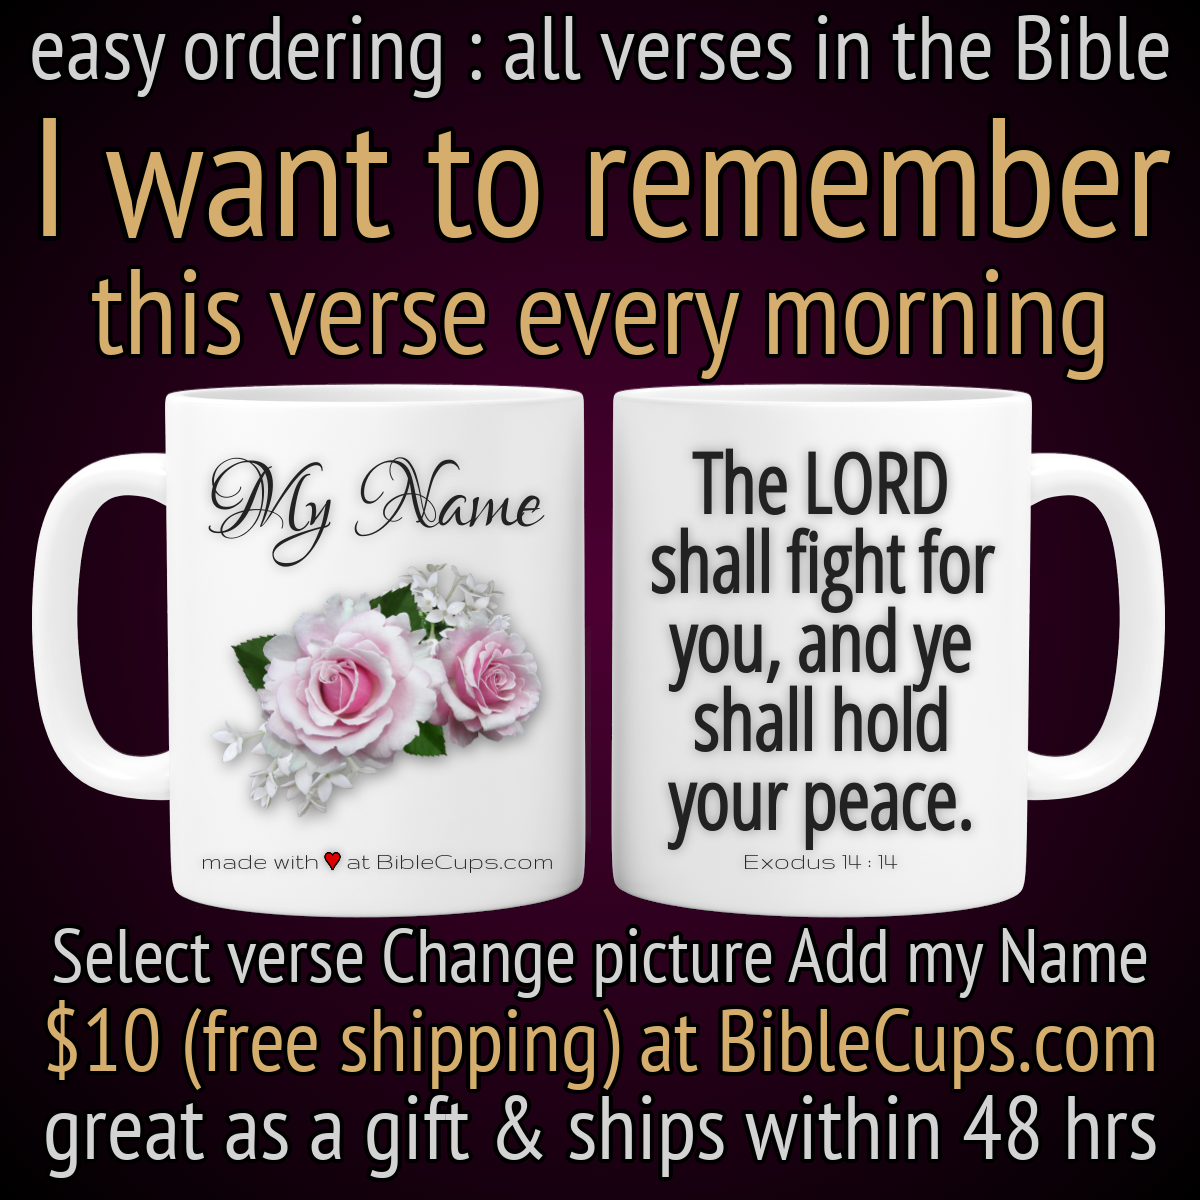 easy ordering : all verses in the Bible
I want to remember
this verse every morning
My Name
made with ❤ at BibleCups.com
The LORD
shall fight for
you, and ye
shall hold
your peace.
Exodus 14 : 14
Select verse Change picture Add my Name
$10 (free shipping) at BibleCups.com
great as a gift & ships within 48 hrs